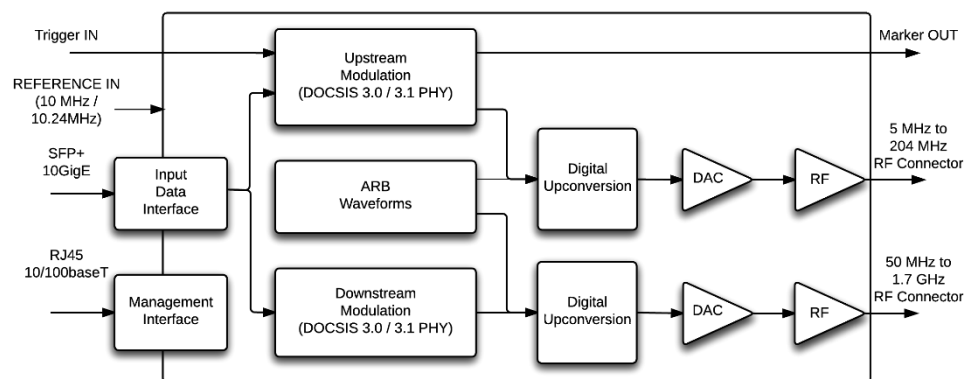 Trigger IN
REFERENCE IN
(10 MHz /
10.24MHz)
SFP+
10GigE
RJ45
10/100baseT
Input
Data
Interface
Management
Interface
Upstream
Modulation
(DOCSIS 3.0 / 3.1 PHY)
ARB
Waveforms
Downstream
Modulation
(DOCSIS 3.0 / 3.1 PHY)
Digital
Upconversion
DAC
RF
Digital
Upconversion
DAC
RF
Marker OUT
5 MHz to
204 MHz
RF Connector
50 MHz to
1.7 GHz
RF Connector